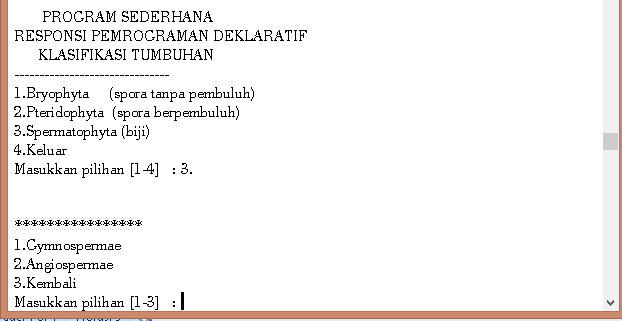 PROGRAM SEDERHANA
RESPONSI PEMROGRAMAN DEKLARATIF
KLASIFIKASI TUMBUHAN
-------------------------------
1.Bryophyta (spora tanpa pembuluh)
2.Pteridophyta (spora berpembuluh)
3.Spermatophyta (biji)
4.Keluar
Masukkan pilihan [1-4] : 3.
****************
1.Gymnospermae
2.Angiospermae
3.Kembali
Masukkan pilihan [1-3] :